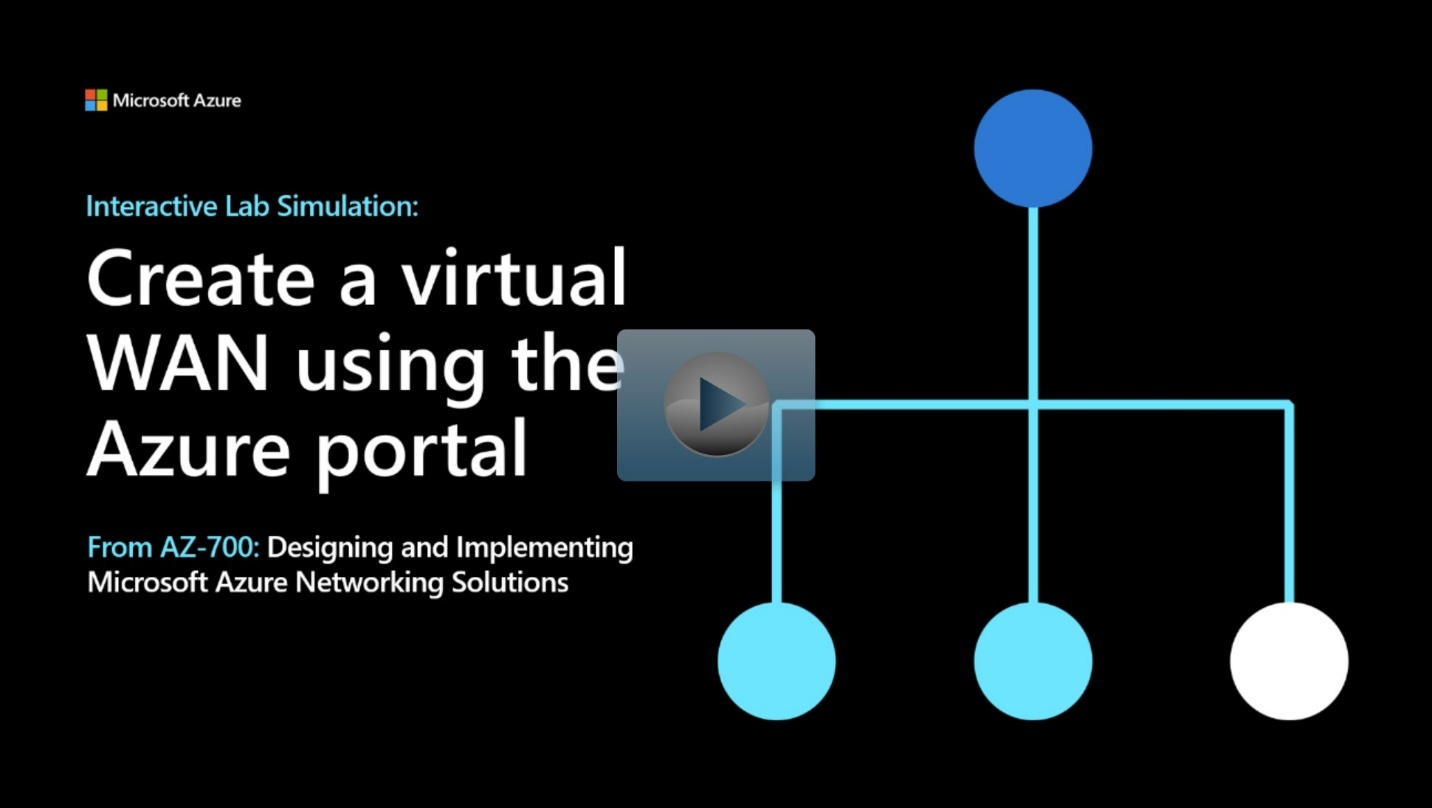 Microsoft Azure
Interactive Lab Simulation:
Create a virtual
WAN using the
Azure portal
From AZ-700: Designing and Implementing
Microsoft Azure Networking Solutions